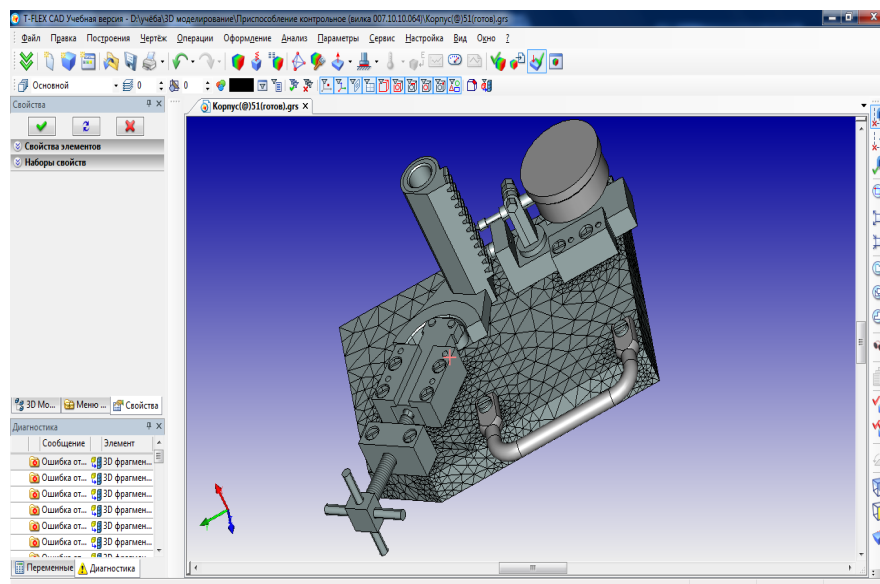 T-FLEX CAD Учебная версия - D:\учёба\3D моделирование\Приспособление контрольное (вилка 007.10.10.064)\Корпус(@)51(готов).grs
Файл Правка Построения Чертёж Операции Оформление Анализ Параметры Сервис Настройка Вид Окно ?
Основной 0 0
Свойства
Корпус(@)51(готов).grs
Свойства элементов
Наборы свойств
3D Мо... Меню ... Свойства
Диагностика
Сообщение Элемент
Ошибка от... 3D фрагмен...
Ошибка от... 3D фрагмен...
Ошибка от... 3D фрагмен...
Ошибка от... 3D фрагмен...
Ошибка от... 3D фрагмен...
Ошибка от... 3D фрагмен...
Переменные Диагностика